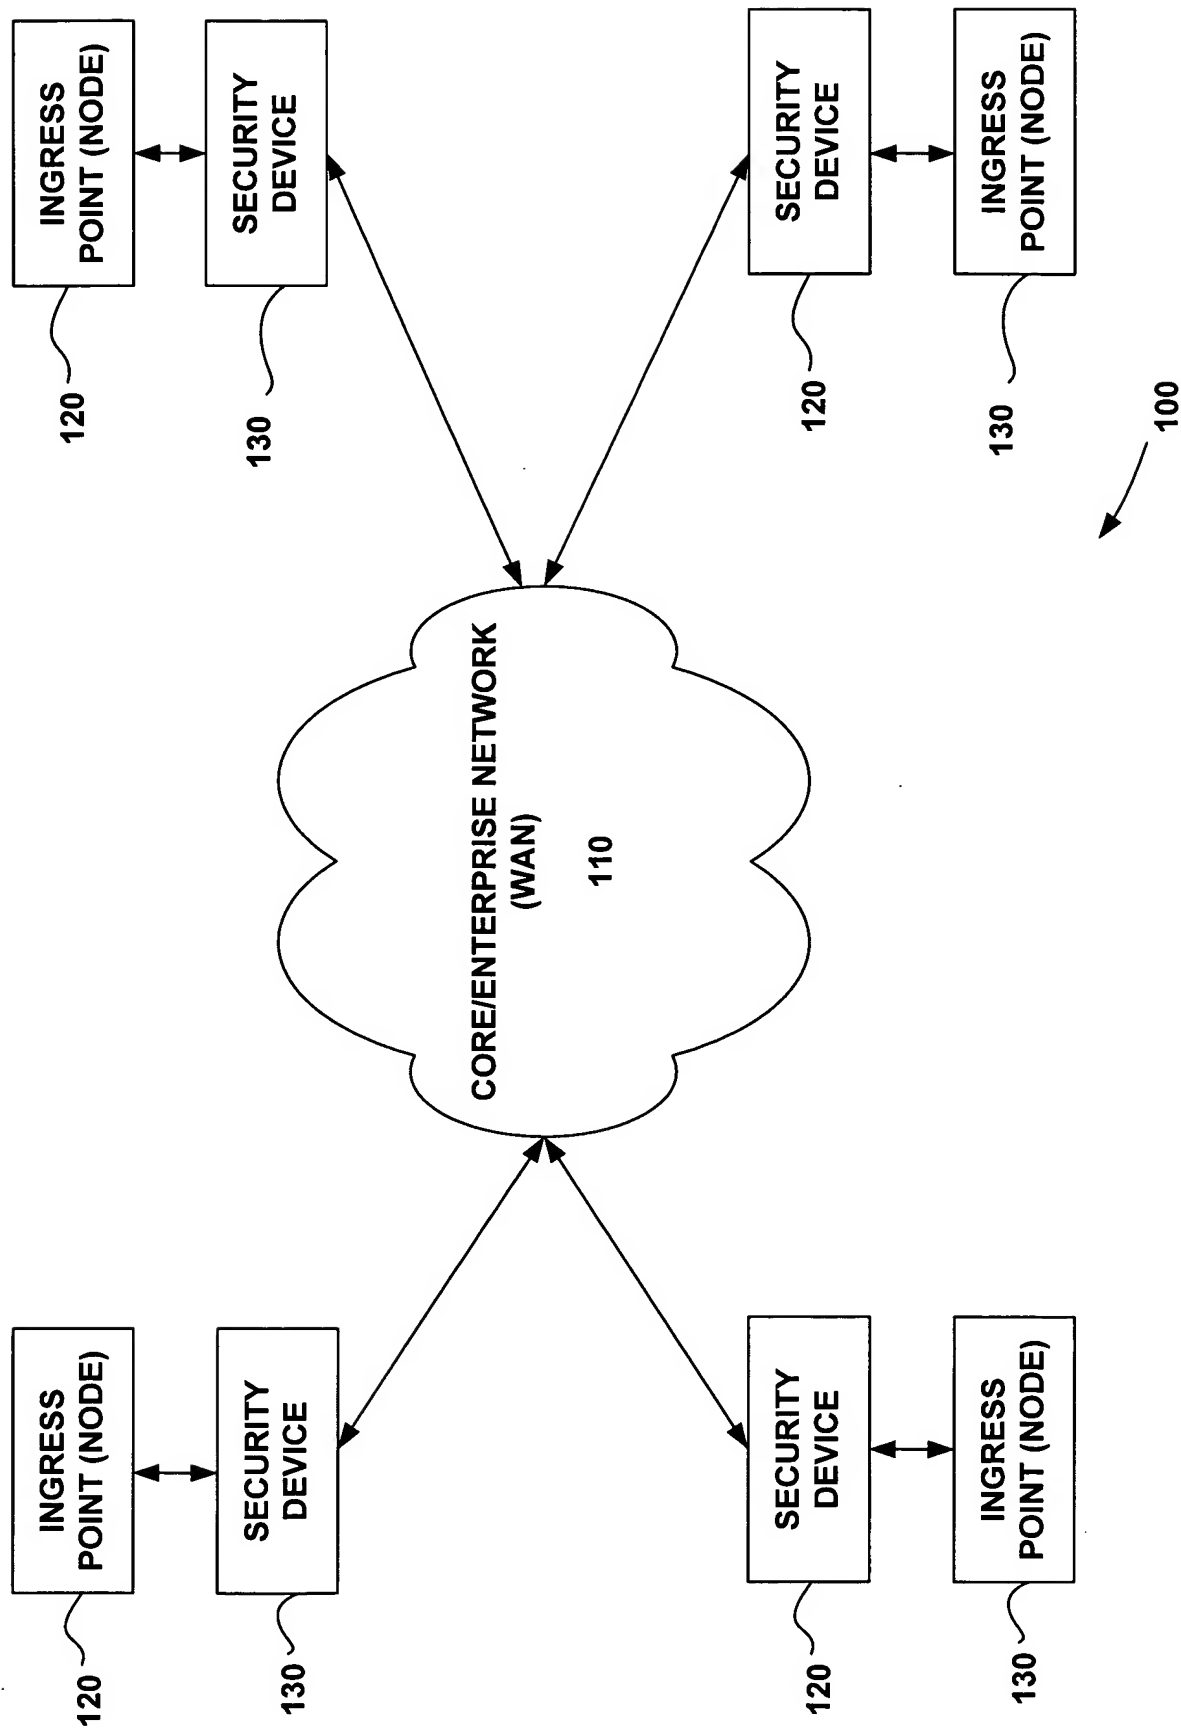 120
INGRESS
POINT (NODE)
120
INGRESS
POINT (NODE)
130
SECURITY
DEVICE
130
SECURITY
DEVICE
CORE/ENTERPRISE NETWORK
(WAN)
110
120
SECURITY
DEVICE
120
SECURITY
DEVICE
130
INGRESS
POINT (NODE)
130
INGRESS
POINT (NODE)
100